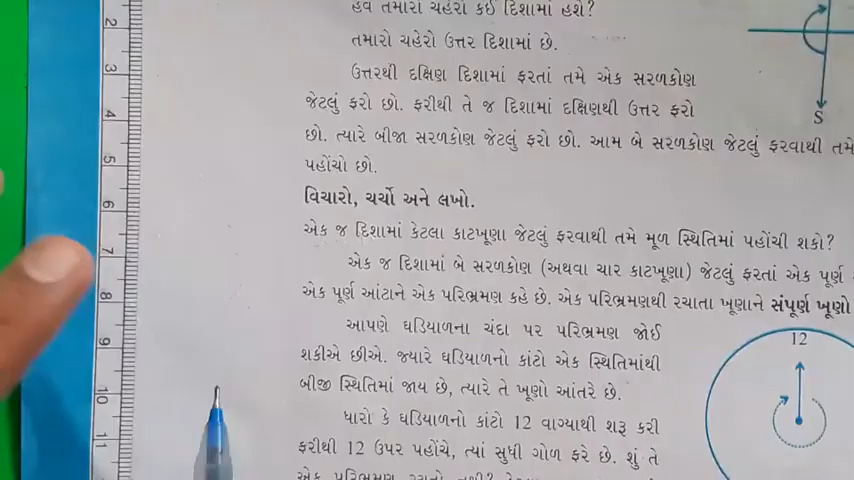 હવે તમારો ચહેરો કઈ દિશામાં હશે?
તમારો ચહેરો ઉત્તર દિશામાં છે.
ઉત્તરથી દક્ષિણ દિશામાં ફરતાં તમે એક સરળકોણ
જેટલું ફરો છો. ફરીથી તે જ દિશામાં દક્ષિણથી ઉત્તર ફરો
છો. ત્યારે બીજા સરળકોણ જેટલું ફરો છો. આમ બે સરળકોણ જેટલું ફરવાથી તમે
પહોંચો છો.
વિચારો, ચર્ચો અને લખો.
એક જ દિશામાં કેટલા કાટખૂણા જેટલું ફરવાથી તમે મૂળ સ્થિતિમાં પહોંચી શકો?
એક જ દિશામાં બે સરળકોણ (અથવા ચાર કાટખૂણા) જેટલું ફરતાં એક પૂર્ણ
એક પૂર્ણ આંટાને એક પરિભ્રમણ કહે છે. એક પરિભ્રમણથી રચાતા ખૂણાને સંપૂર્ણ ખૂણો
આપણે ઘડિયાળના ચંદા પર પરિભ્રમણ જોઈ
શકીએ છીએ. જ્યારે ઘડિયાળનો કાંટો એક સ્થિતિમાંથી
બીજી સ્થિતિમાં જાય છે, ત્યારે તે ખૂણો આંતરે છે.
ધારો કે ઘડિયાળનો કાંટો 12 વાગ્યાથી શરૂ કરી
ફરીથી 12 ઉપર પહોંચે, ત્યાં સુધી ગોળ ફરે છે. શું તે
એક પરિભ્રમણ
S
12
2
3
4
5
6
7
8
9
10
11